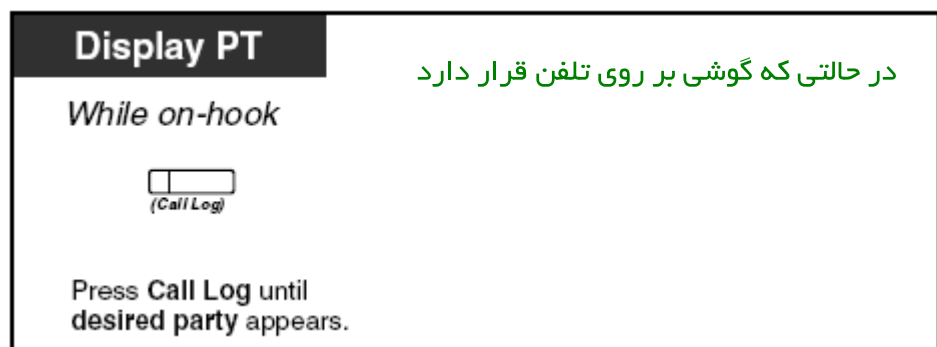 Display PT
در حالتی که گوشی بر روی تلفن قرار دارد
While on-hook
(Call Log)
Press Call Log until
desired party appears.